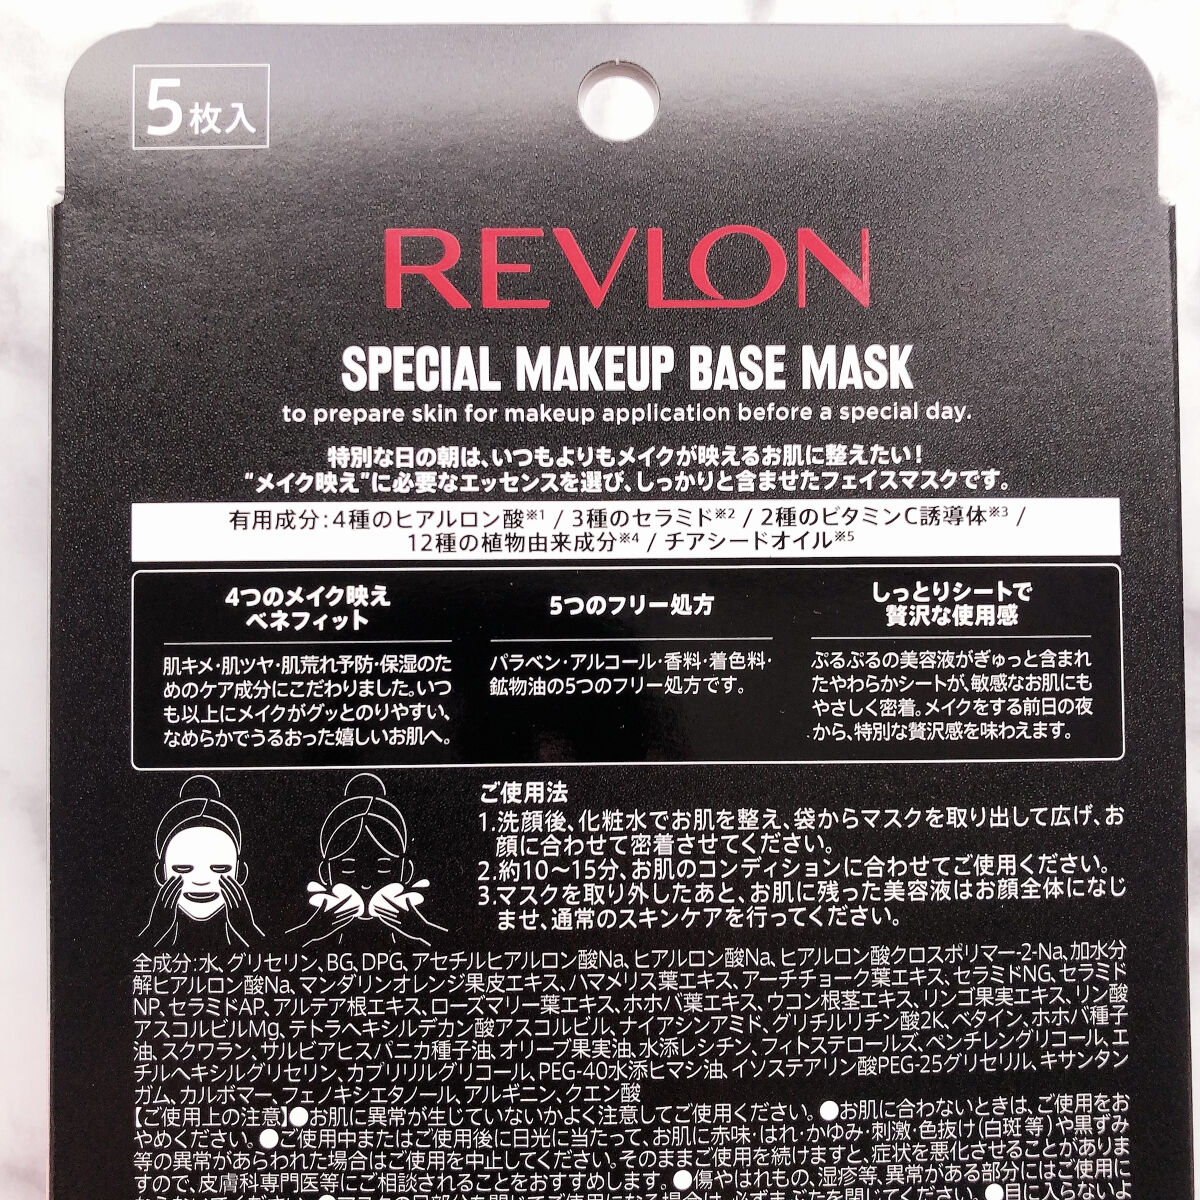 5枚入
REVLON
SPECIAL MAKEUP BASE MASK
to prepare skin for makeup application before a special day.
特別な日の朝は、いつもよりもメイクが映えるお肌に整えたい！
“メイク映え”に必要なエッセンスを選び、しっかりと含ませたフェイスマスクです。
有用成分：4種のヒアルロン酸※1 / 3種のセラミド※2 / 2種のビタミンC誘導体※3 /
12種の植物由来成分※4 / チアシードオイル※5
4つのメイク映え
ベネフィット
肌キメ・肌ツヤ・肌荒れ予防・保湿のた
めのケア成分にこだわりました。いつ
も以上にメイクがグッとのりやすい、
なめらかでうるおった嬉しいお肌へ。
5つのフリー処方
パラベン・アルコール・香料・着色料・
鉱物油の5つのフリー処方です。
しっとりシートで
贅沢な使用感
ぷるぷるの美容液がぎゅっと含まれ
たやわらかシートが、敏感なお肌にも
やさしく密着。メイクをする前日の夜
から、特別な贅沢感を味わえます。
ご使用法
1.洗顔後、化粧水でお肌を整え、袋からマスクを取り出して広げ、お
顔に合わせて密着させてください。
2.約10〜15分、お肌のコンディションに合わせてご使用ください。
3.マスクを取り外したあと、お肌に残った美容液はお顔全体になじ
ませ、通常のスキンケアを行ってください。
全成分：水、グリセリン、BG、DPG、アセチルヒアルロン酸Na、ヒアルロン酸Na、ヒアルロン酸クロスポリマー-2-Na、加水分
解ヒアルロン酸Na、マンダリンオレンジ果皮エキス、ハマメリス葉エキス、アーチチョーク葉エキス、セラミドNG、セラミド
NP、セラミドAP、アルテア根エキス、ローズマリー葉エキス、ホホバ葉エキス、ウコン根茎エキス、リンゴ果実エキス、リン酸
アスコルビルMg、テトラヘキシルデカン酸アスコルビル、ナイアシンアミド、グリチルリチン酸2K、ベタイン、ホホバ種子
油、スクワラン、サルビアヒスパニカ種子油、オリーブ果実油、水添レシチン、フィトステロールズ、ペンチレングリコール、エ
チルヘキシルグリセリン、カプリリルグリコール、PEG-40水添ヒマシ油、イソステアリン酸PEG-25グリセリル、キサンタン
ガム、カルボマー、フェノキシエタノール、アルギニン、クエン酸
【ご使用上の注意】●お肌に異常が生じていないかよく注意してご使用ください。●お肌に合わないときは、ご使用をお
やめください。●ご使用中またはご使用後に日光に当たって、お肌に赤味・はれ・かゆみ・刺激・色抜け(白斑等)や黒ずみ
等の異常があらわれた場合はご使用を中止してください。そのままご使用を続けますと、症状を悪化させることがありま
すので、皮膚科専門医等にご相談されることをおすすめします。●傷やはれもの、湿疹等、異常がある部分にはご使用に